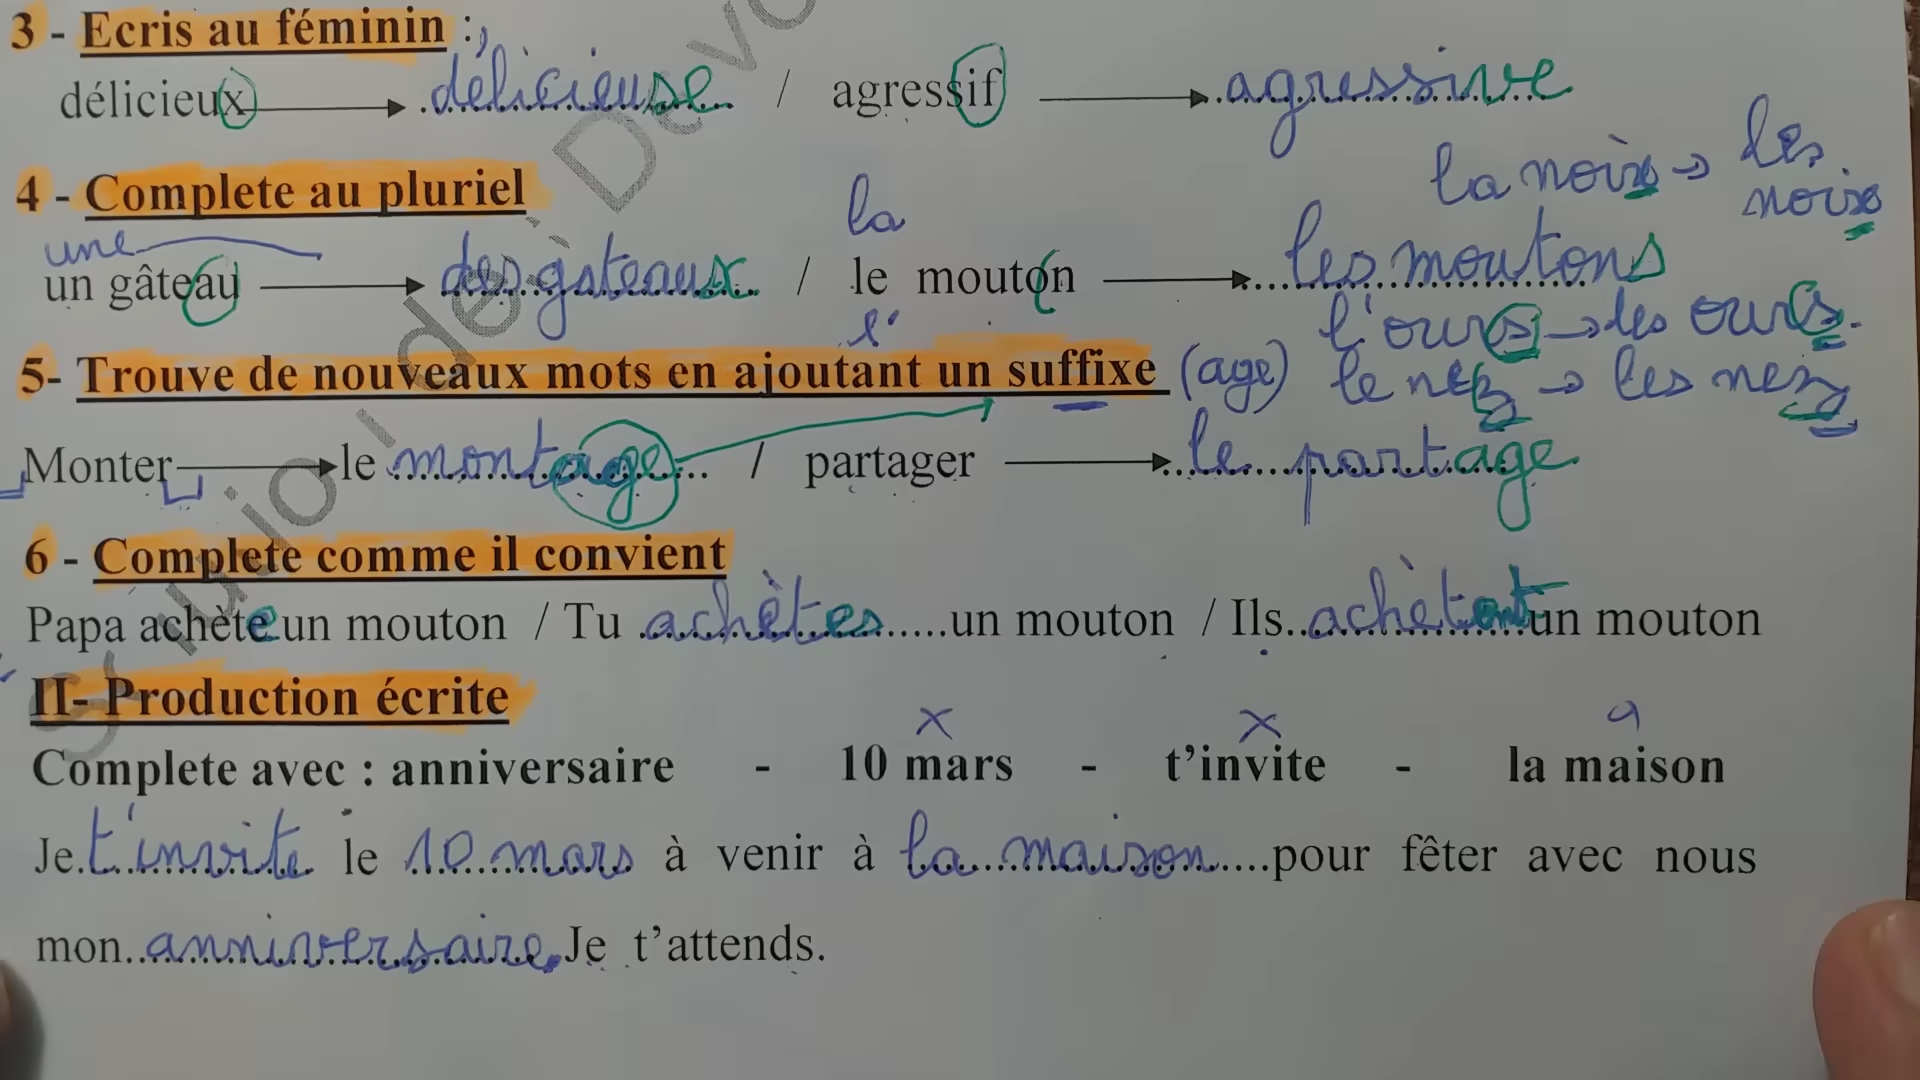 3 - Ecris au féminin :
délicieux → délicieuse / agressif → agressive
la noix → les noix
4 - Complete au pluriel
une la
un gâteau → des gâteaux / le mouton → les moutons
l' l'ours → les ours.
5- Trouve de nouveaux mots en ajoutant un suffixe (age) le nez → les nez
Monter → le montage / partager → le partage
6 - Complete comme il convient
Papa achète un mouton / Tu achètes un mouton / Ils achètent un mouton
II- Production écrite
Complete avec : anniversaire - 10 mars - t'invite - la maison
Je t'invite le 10 mars à venir à la maison pour fêter avec nous
mon anniversaire. Je t'attends.